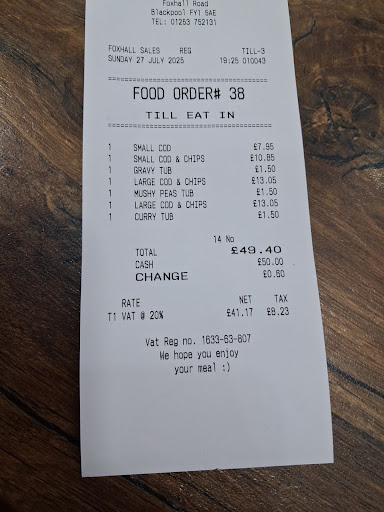 Foxhall Road
Blackpool FY1 5AE
TEL: 01253 752131
FOXHALL SALES REG TILL-3
SUNDAY 27 JULY 2025 19:25 010043
FOOD ORDER# 38
TILL EAT IN
1 SMALL COD £7.95
1 SMALL COD & CHIPS £10.85
1 GRAVY TUB £1.50
1 LARGE COD & CHIPS £13.05
1 MUSHY PEAS TUB £1.50
1 LARGE COD & CHIPS £13.05
1 CURRY TUB £1.50
14 No
TOTAL £49.40
CASH £50.00
CHANGE £0.60
RATE NET TAX
T1 VAT @ 20% £41.17 £8.23
Vat Reg no. 1633-63-807
We hope you enjoy
your meal :)